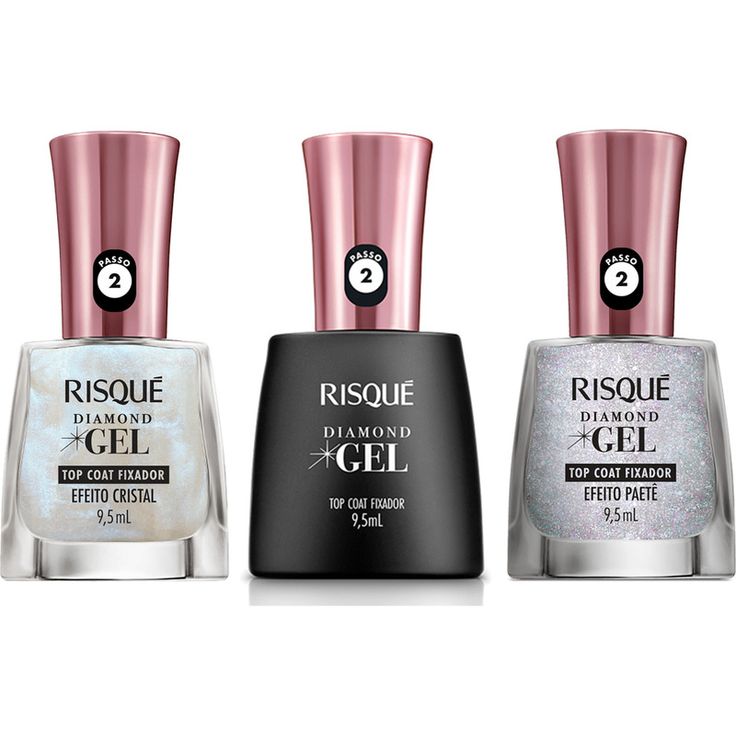 PASSO
2
RISQUÉ
DIAMOND
GEL
TOP COAT FIXADOR
EFEITO CRISTAL
9,5mL
PASSO
2
RISQUÉ
DIAMOND
GEL
TOP COAT FIXADOR
9,5mL
PASSO
2
RISQUÉ
DIAMOND
GEL
TOP COAT FIXADOR
EFEITO PAETÊ
9,5mL